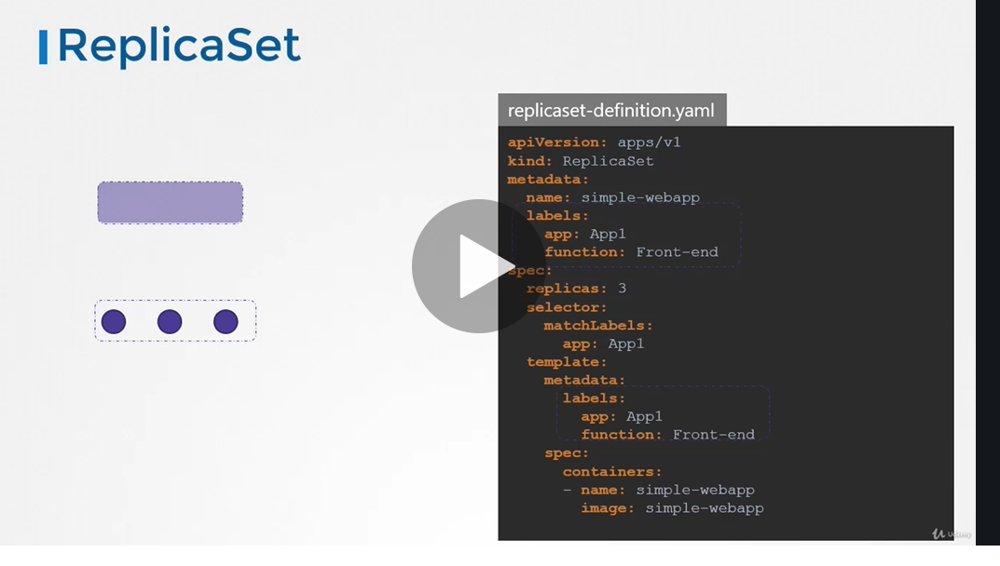 ReplicaSet
replicaset-definition.yaml
apiVersion: apps/v1
kind: ReplicaSet
metadata:
name: simple-webapp
labels:
app: App1
function: Front-end
spec:
replicas: 3
selector:
matchLabels:
app: App1
template:
metadata:
labels:
app: App1
function: Front-end
spec:
containers:
- name: simple-webapp
image: simple-webapp
Udemy